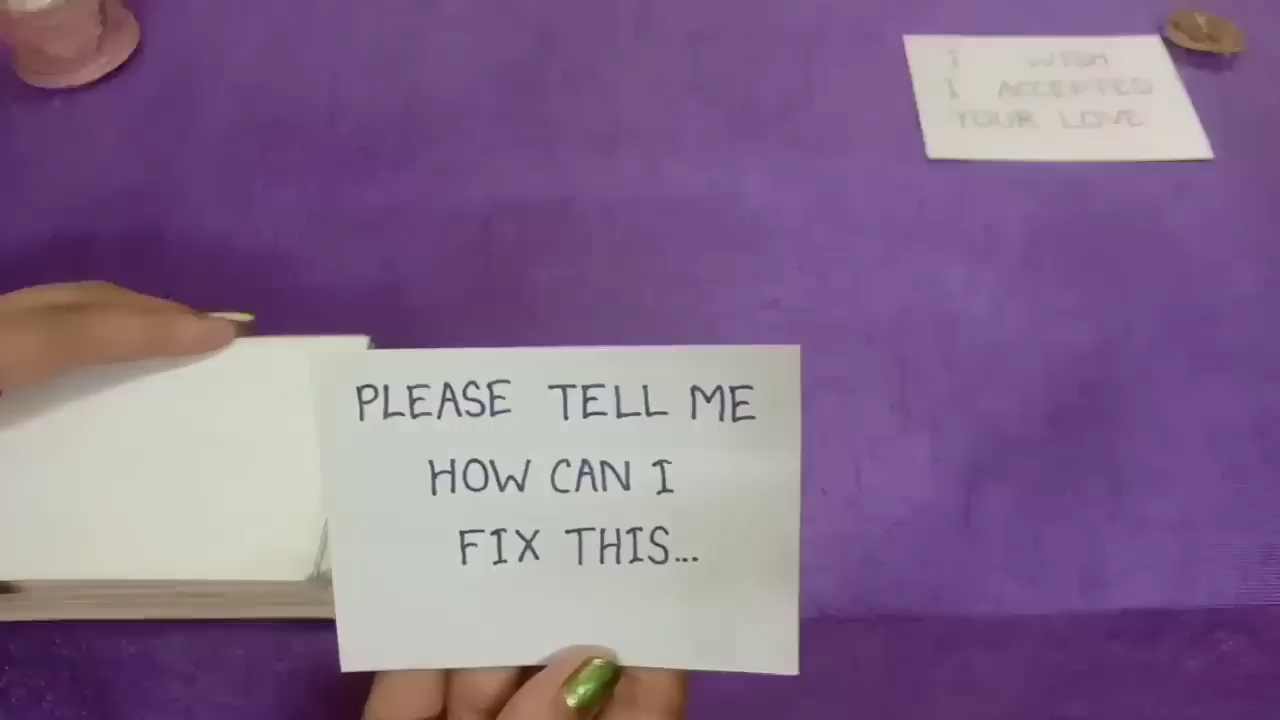 I WISH
I ACCEPTED
YOUR LOVE
PLEASE TELL ME
HOW CAN I
FIX THIS...